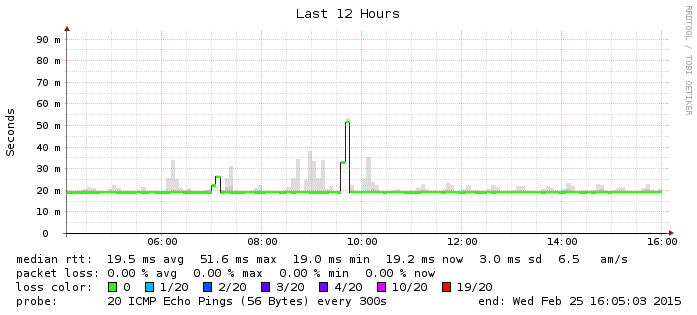 Last 12 Hours
RRDTOOL / TOBI OETIKER
Seconds
90 m
80 m
70 m
60 m
50 m
40 m
30 m
20 m
10 m
0
06:00 08:00 10:00 12:00 14:00 16:00
median rtt: 19.5 ms avg 51.6 ms max 19.0 ms min 19.2 ms now 3.0 ms sd 6.5 am/s
packet loss: 0.00 % avg 0.00 % max 0.00 % min 0.00 % now
loss color: 0 1/20 2/20 3/20 4/20 10/20 19/20
probe: 20 ICMP Echo Pings (56 Bytes) every 300s end: Wed Feb 25 16:05:03 2015